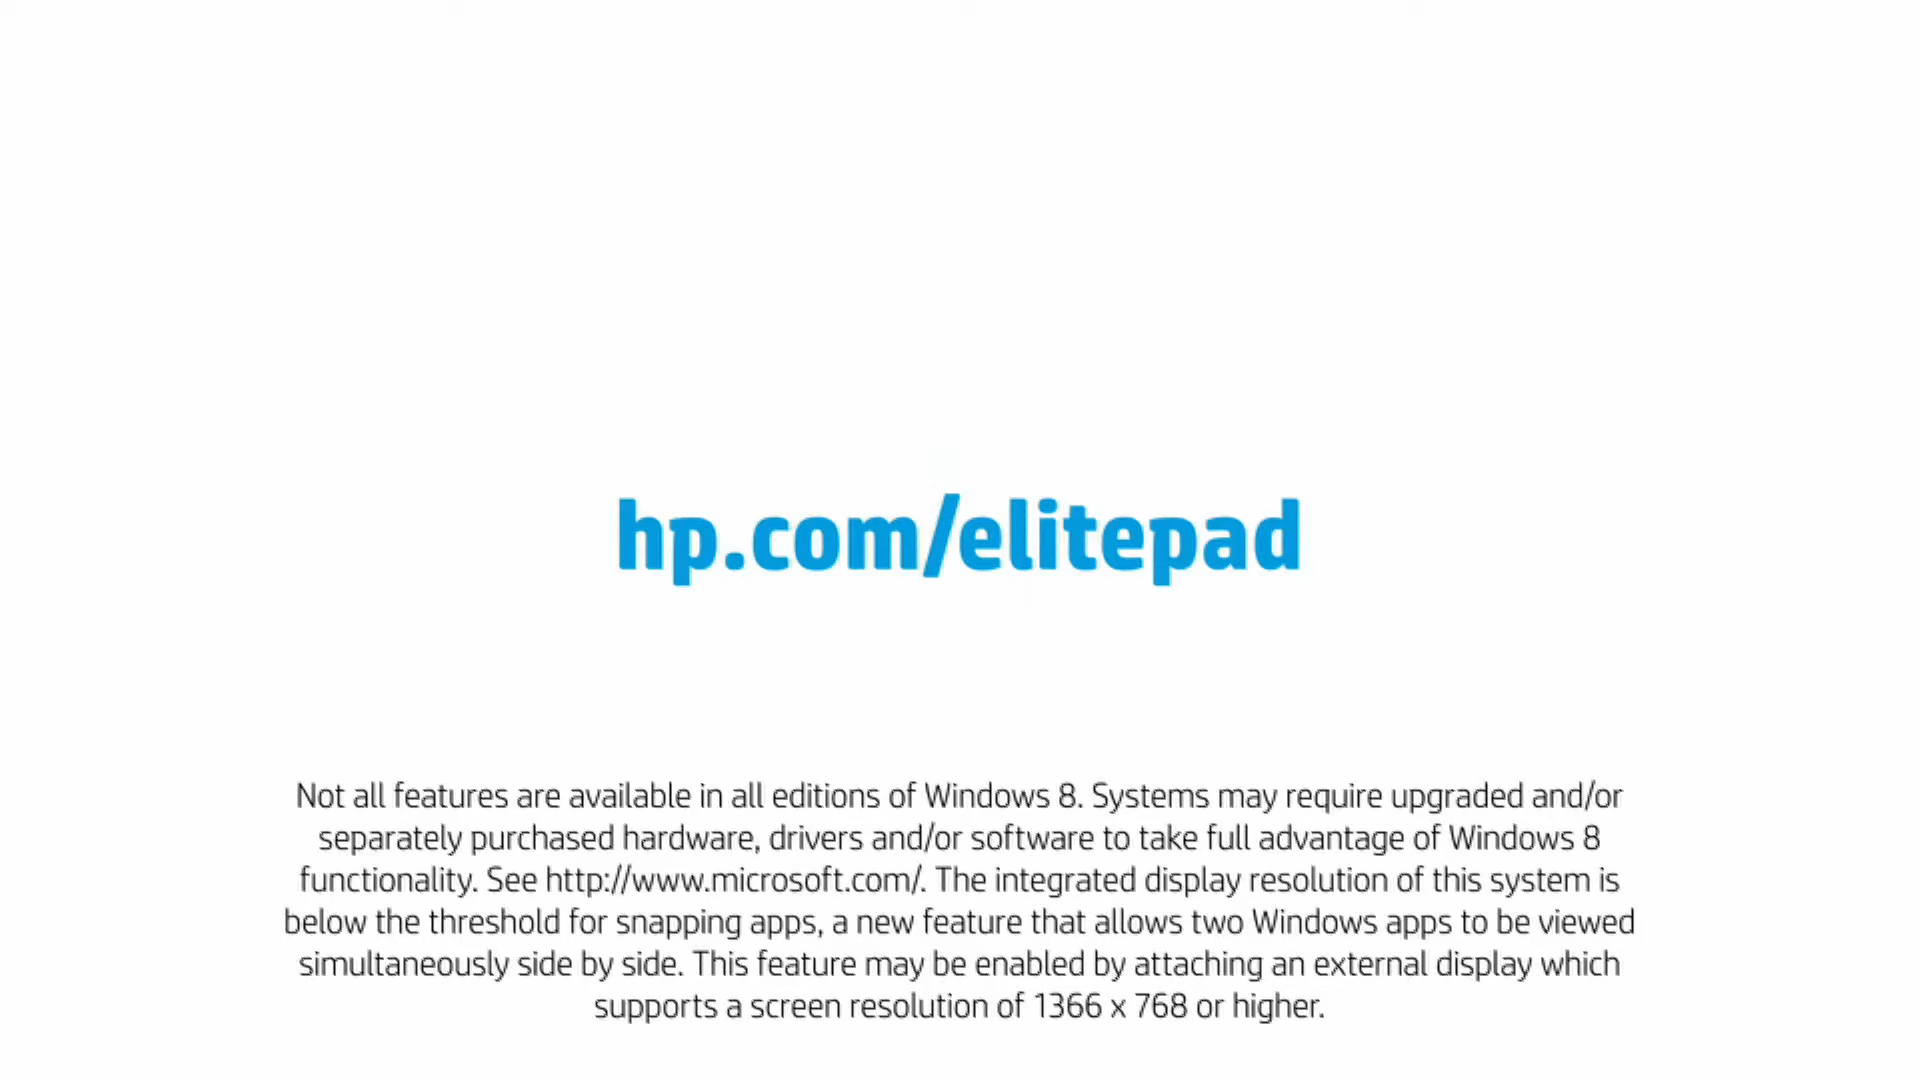 hp.com/elitepad
Not all features are available in all editions of Windows 8. Systems may require upgraded and/or
separately purchased hardware, drivers and/or software to take full advantage of Windows 8
functionality. See http://www.microsoft.com/. The integrated display resolution of this system is
below the threshold for snapping apps, a new feature that allows two Windows apps to be viewed
simultaneously side by side. This feature may be enabled by attaching an external display which
supports a screen resolution of 1366 x 768 or higher.